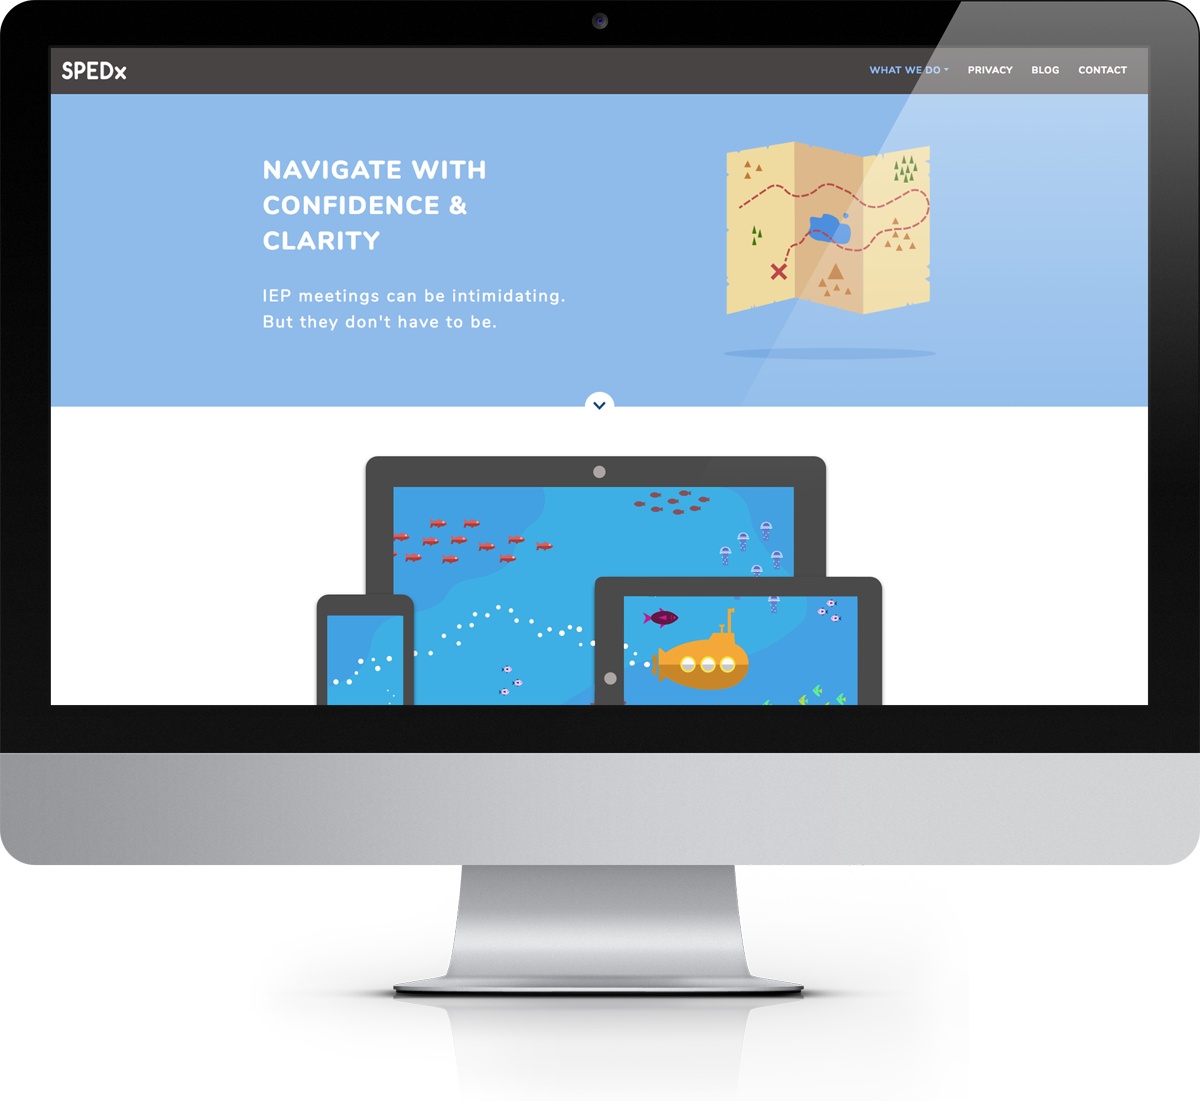 SPEDx
WHAT WE DO
PRIVACY
BLOG
CONTACT
NAVIGATE WITH
CONFIDENCE &
CLARITY
IEP meetings can be intimidating.
But they don't have to be.